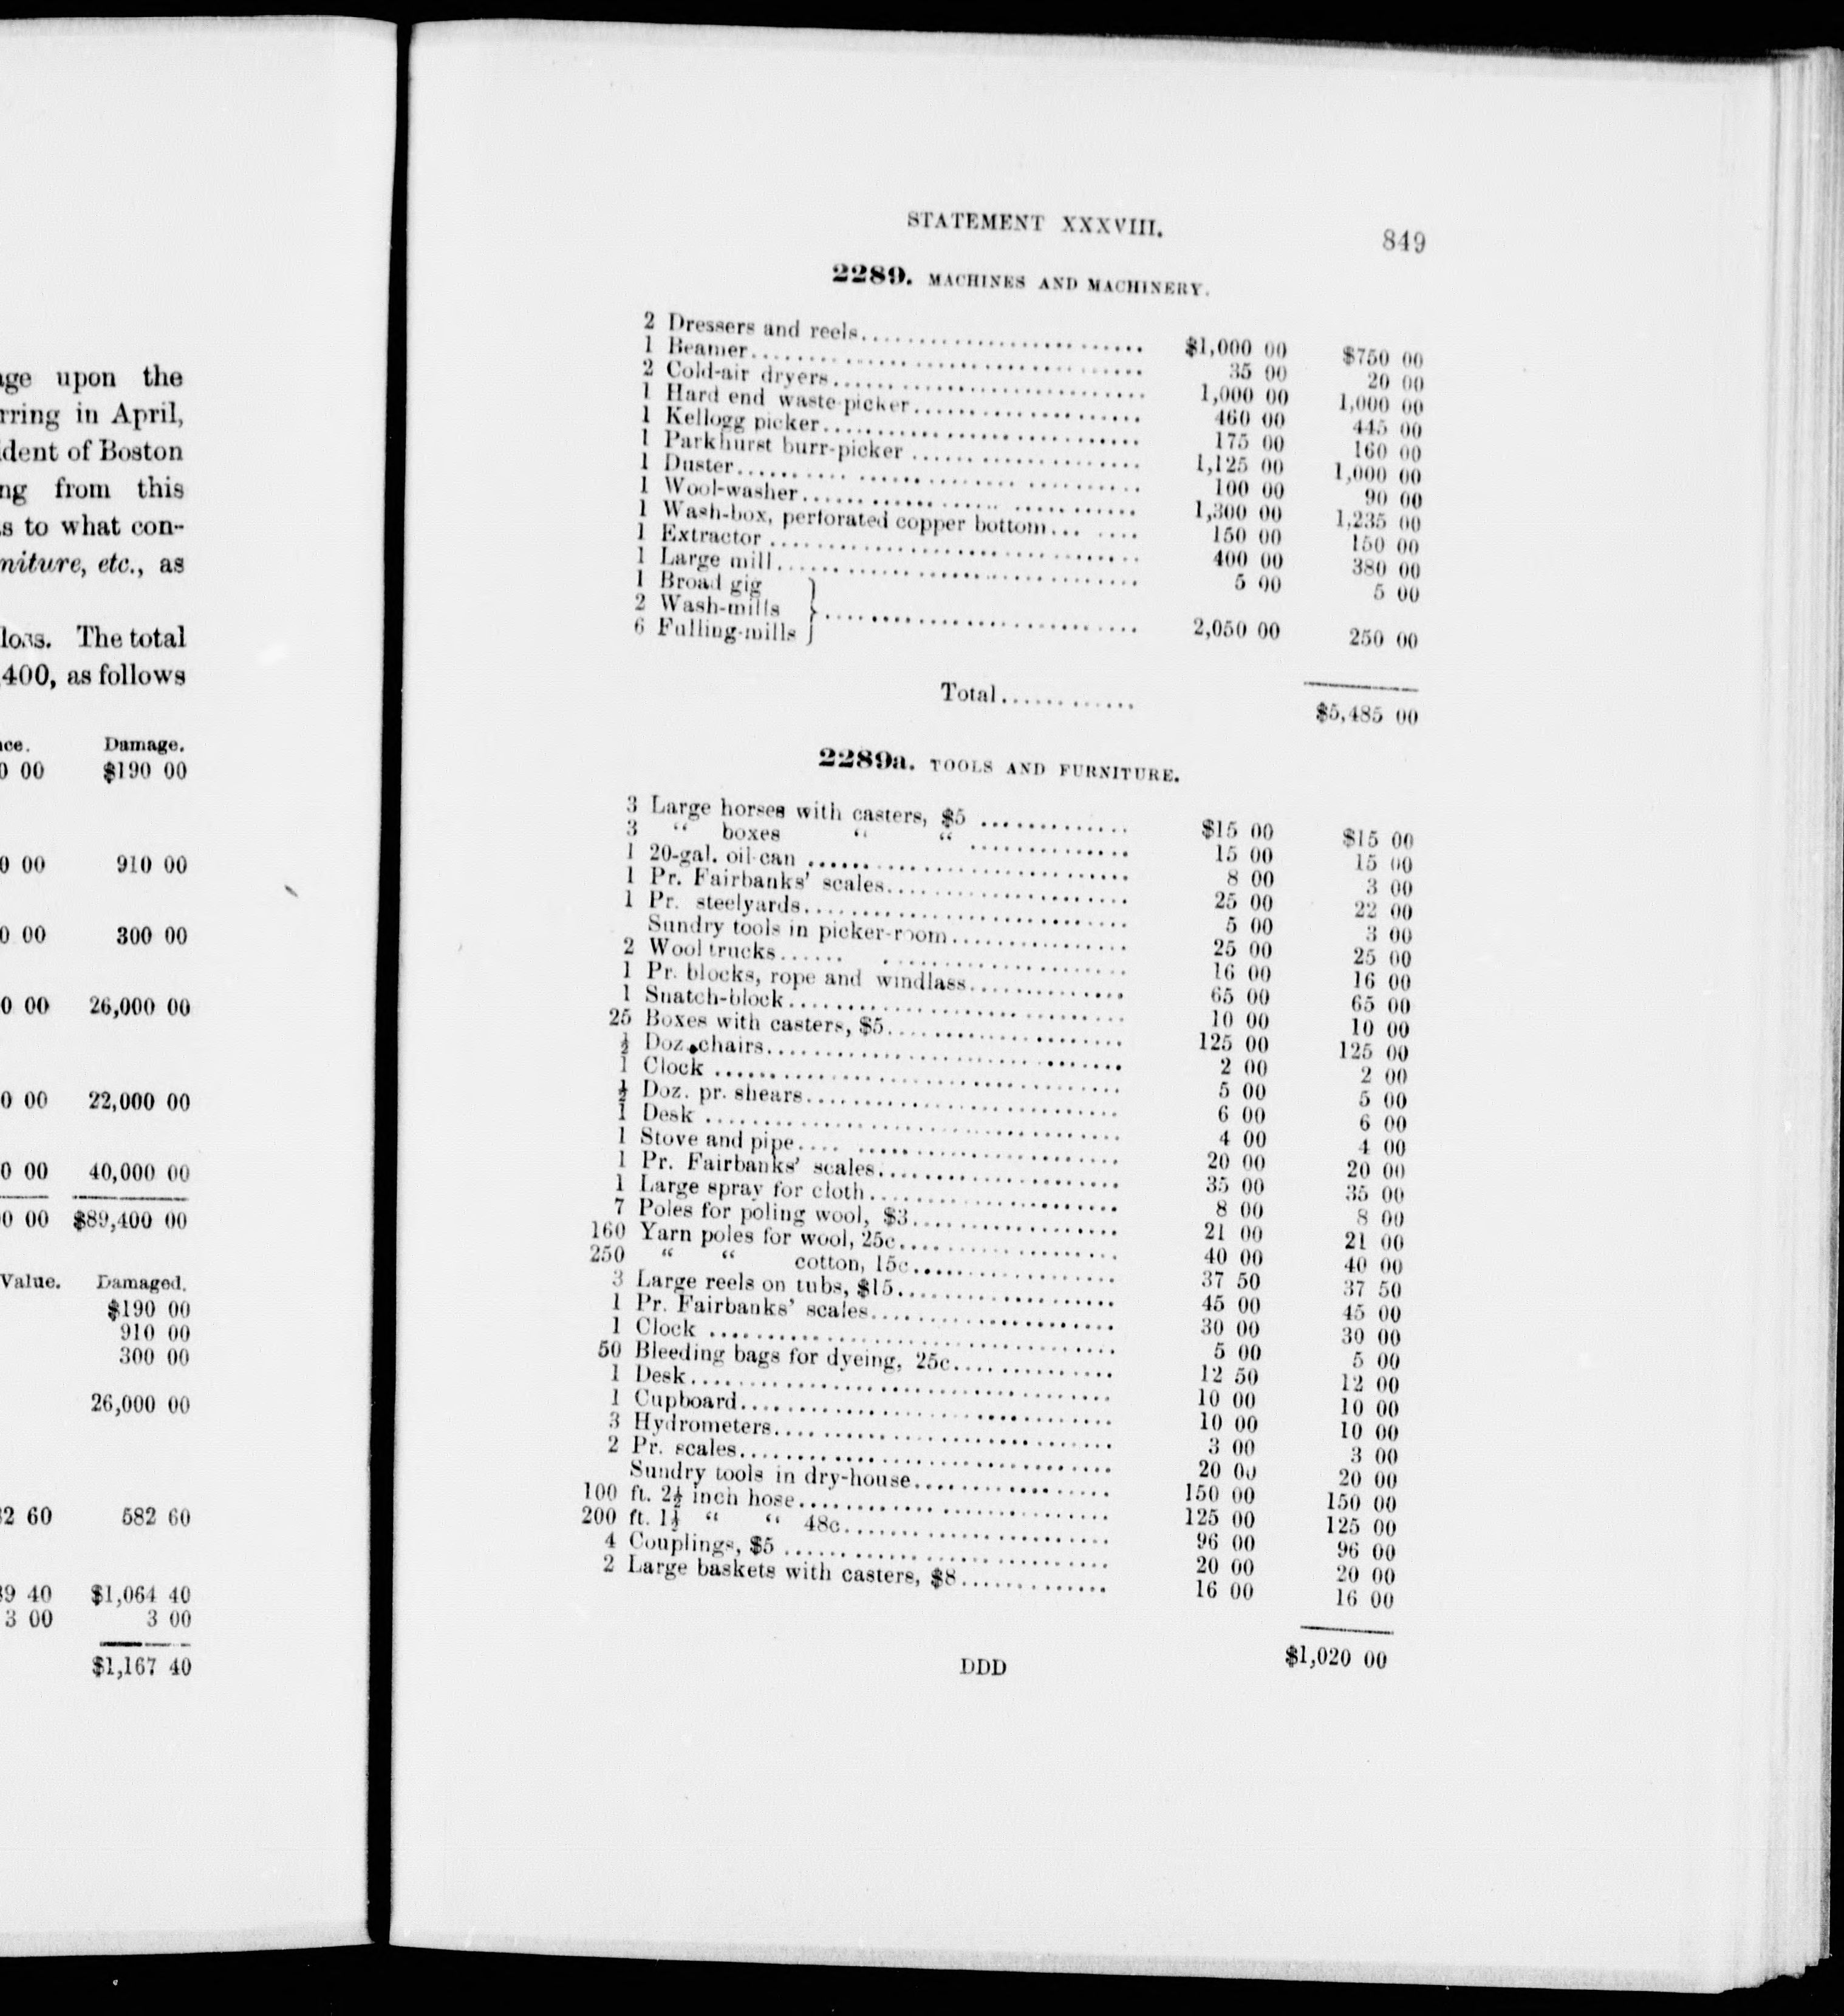 age upon the
rring in April,
ident of Boston
ng from this
as to what con-
niture, etc., as
loss. The total
,400, as follows
ce. Damage.
0 00 $190 00
0 00 910 00
0 00 300 00
0 00 26,000 00
0 00 22,000 00
0 00 40,000 00
00 00 $89,400 00
Value. Damaged.
$190 00
910 00
300 00
26,000 00
2 60 582 60
39 40 $1,064 40
3 00 3 00
$1,167 40
STATEMENT XXXVIII. 849
2289. MACHINES AND MACHINERY.
2 Dressers and reels.......................... $1,000 00 $750 00
1 Beamer.......................... 35 00 20 00
2 Cold-air dryers.......................... 1,000 00 1,000 00
1 Hard end waste-picker.......................... 460 00 445 00
1 Kellogg picker.......................... 175 00 160 00
1 Parkhurst burr-picker .......................... 1,125 00 1,000 00
1 Duster.......................... 100 00 90 00
1 Wool-washer.......................... 1,300 00 1,235 00
1 Wash-box, perforated copper bottom... .... 150 00 150 00
1 Extractor .......................... 400 00 380 00
1 Large mill.......................... 5 00 5 00
1 Broad gig
2 Wash-mills } .......................... 2,050 00 250 00
6 Fulling-mills
Total............ $5,485 00
2289a. TOOLS AND FURNITURE.
3 Large horses with casters, $5 ............. $15 00 $15 00
3 “ boxes “ “ .............. 15 00 15 00
1 20-gal. oil-can .......................... 8 00 3 00
1 Pr. Fairbanks' scales.......................... 25 00 22 00
1 Pr. steelyards.......................... 5 00 3 00
Sundry tools in picker-room............... 25 00 25 00
2 Wool trucks...... .................... 16 00 16 00
1 Pr. blocks, rope and windlass............. 65 00 65 00
1 Snatch-block.......................... 10 00 10 00
25 Boxes with casters, $5.................... 125 00 125 00
½ Doz. chairs.......................... 2 00 2 00
1 Clock .......................... 5 00 5 00
½ Doz. pr. shears.......................... 6 00 6 00
1 Desk .......................... 4 00 4 00
1 Stove and pipe.... ...................... 20 00 20 00
1 Pr. Fairbanks' scales.......................... 35 00 35 00
1 Large spray for cloth..................... 8 00 8 00
7 Poles for poling wool, $3.................. 21 00 21 00
160 Yarn poles for wool, 25c................... 40 00 40 00
250 “ “ cotton, 15c................. 37 50 37 50
3 Large reels on tubs, $15................... 45 00 45 00
1 Pr. Fairbanks' scales..................... 30 00 30 00
1 Clock .......................... 5 00 5 00
50 Bleeding bags for dyeing, 25c.............. 12 50 12 00
1 Desk.......................... 10 00 10 00
1 Cupboard.......................... 10 00 10 00
3 Hydrometers.......................... 3 00 3 00
2 Pr. scales.......................... 20 00 20 00
Sundry tools in dry-house................. 150 00 150 00
100 ft. 2½ inch hose.......................... 125 00 125 00
200 ft. 1½ “ “ 48c...................... 96 00 96 00
4 Couplings, $5 .......................... 20 00 20 00
2 Large baskets with casters, $8............. 16 00 16 00
$1,020 00
DDD